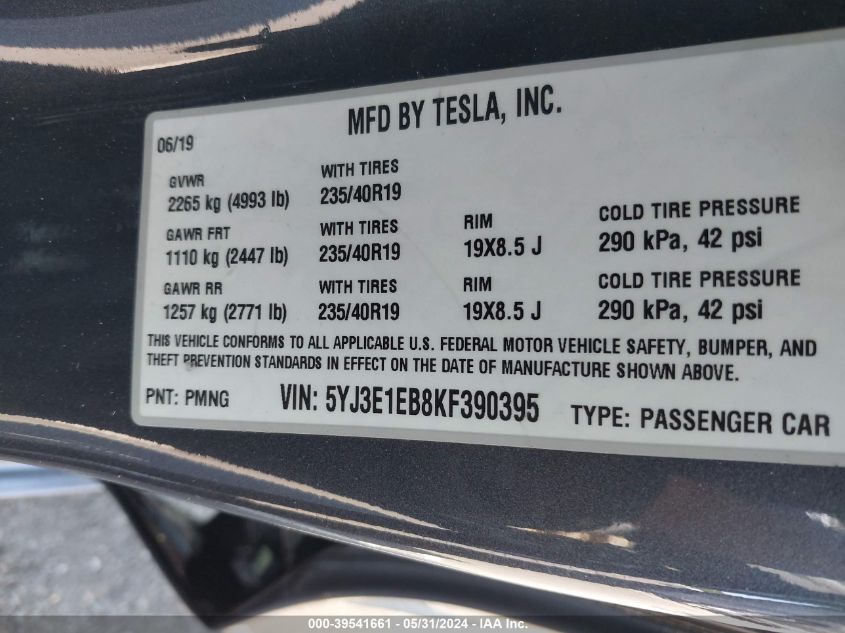 MFD BY TESLA, INC.
06/19
GVWR WITH TIRES
2265 kg (4993 lb) 235/40R19
GAWR FRT WITH TIRES RIM COLD TIRE PRESSURE
1110 kg (2447 lb) 235/40R19 19X8.5 J 290 kPa, 42 psi
GAWR RR WITH TIRES RIM COLD TIRE PRESSURE
1257 kg (2771 lb) 235/40R19 19X8.5 J 290 kPa, 42 psi
THIS VEHICLE CONFORMS TO ALL APPLICABLE U.S. FEDERAL MOTOR VEHICLE SAFETY, BUMPER, AND
THEFT PREVENTION STANDARDS IN EFFECT ON THE DATE OF MANUFACTURE SHOWN ABOVE.
PNT: PMNG VIN: 5YJ3E1EB8KF390395 TYPE: PASSENGER CAR
000-39541661 - 05/31/2024 - IAA Inc.